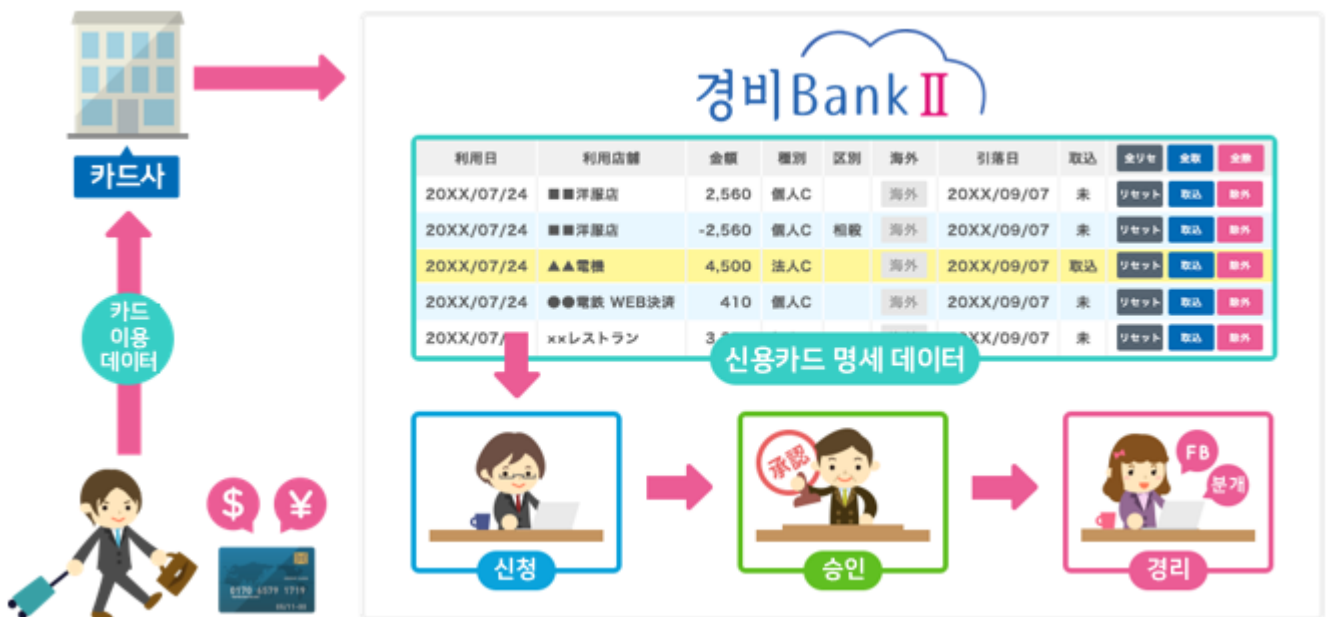 경비Bank Ⅱ
카드사
利用日 利用店舗 金額 種別 区別 海外 引落日 取込 全リセ 全取 全除
20XX/07/24 ■■洋服店 2,560 個人C 海外 20XX/09/07 未 リセット 取込 除外
20XX/07/24 ■■洋服店 -2,560 個人C 相殺 海外 20XX/09/07 未 リセット 取込 除外
20XX/07/24 ▲▲電機 4,500 法人C 海外 20XX/09/07 取込 リセット 取込 除外
20XX/07/24 ●●電鉄 WEB決済 410 個人C 海外 20XX/09/07 未 リセット 取込 除外
××レストラン 未 リセット 取込 除外
카드
이용
데이터
신용카드 명세 데이터
$ ¥
承認
FB
분개
신청
승인
경리